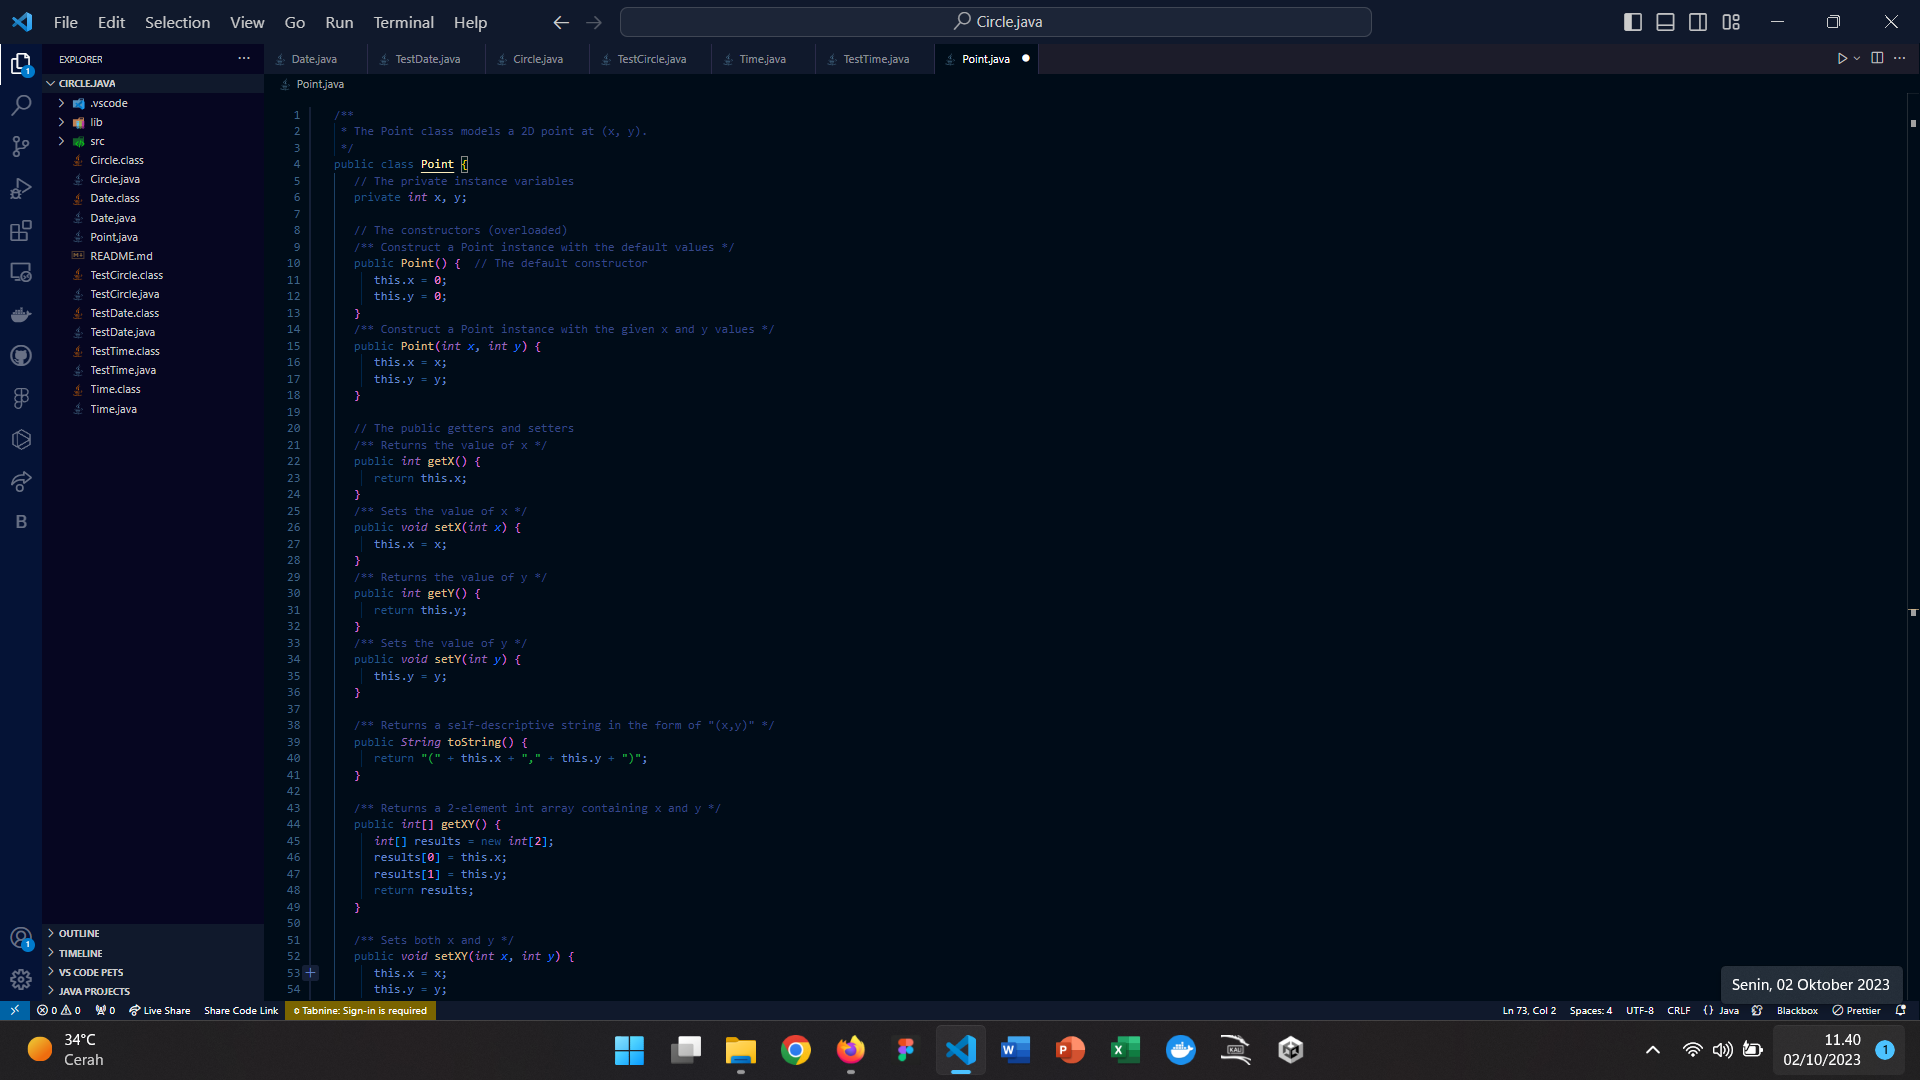 File Edit Selection View Go Run Terminal Help
Circle.java
EXPLORER
Date.java TestDate.java Circle.java TestCircle.java Time.java TestTime.java Point.java
CIRCLE.JAVA
Point.java
.vscode
lib
src
Circle.class
Circle.java
Date.class
Date.java
Point.java
README.md
TestCircle.class
TestCircle.java
TestDate.class
TestDate.java
TestTime.class
TestTime.java
Time.class
Time.java
OUTLINE
TIMELINE
VS CODE PETS
JAVA PROJECTS
B
1 /**
2 * The Point class models a 2D point at (x, y).
3 */
4 public class Point {
5 // The private instance variables
6 private int x, y;
7
8 // The constructors (overloaded)
9 /** Construct a Point instance with the default values */
10 public Point() {  // The default constructor
11 this.x = 0;
12 this.y = 0;
13 }
14 /** Construct a Point instance with the given x and y values */
15 public Point(int x, int y) {
16 this.x = x;
17 this.y = y;
18 }
19
20 // The public getters and setters
21 /** Returns the value of x */
22 public int getX() {
23 return this.x;
24 }
25 /** Sets the value of x */
26 public void setX(int x) {
27 this.x = x;
28 }
29 /** Returns the value of y */
30 public int getY() {
31 return this.y;
32 }
33 /** Sets the value of y */
34 public void setY(int y) {
35 this.y = y;
36 }
37
38 /** Returns a self-descriptive string in the form of "(x,y)" */
39 public String toString() {
40 return "(" + this.x + "," + this.y + ")";
41 }
42
43 /** Returns a 2-element int array containing x and y */
44 public int[] getXY() {
45 int[] results = new int[2];
46 results[0] = this.x;
47 results[1] = this.y;
48 return results;
49 }
50
51 /** Sets both x and y */
52 public void setXY(int x, int y) {
53 this.x = x;
54 this.y = y;
Senin, 02 Oktober 2023
0 0 0 Live Share Share Code Link Tabnine: Sign-in is required Ln 73, Col 2 Spaces: 4 UTF-8 CRLF {} Java Blackbox Prettier
34°C
Cerah
11.40
02/10/2023
1